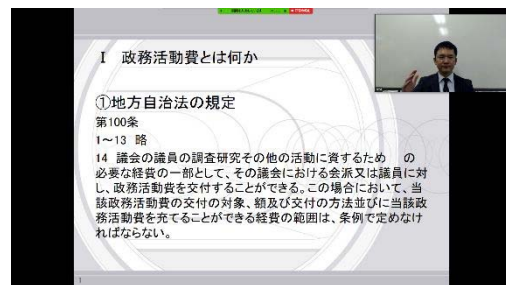 Ⅰ 政務活動費とは何か
①地方自治法の規定
第100条
1～13 略
14 議会の議員の調査研究その他の活動に資するため の
必要な経費の一部として、その議会における会派又は議員に対
し、政務活動費を交付することができる。この場合において、当
該政務活動費の交付の対象、額及び交付の方法並びに当該政
務活動費を充てることができる経費の範囲は、条例で定めなけ
ればならない。
1